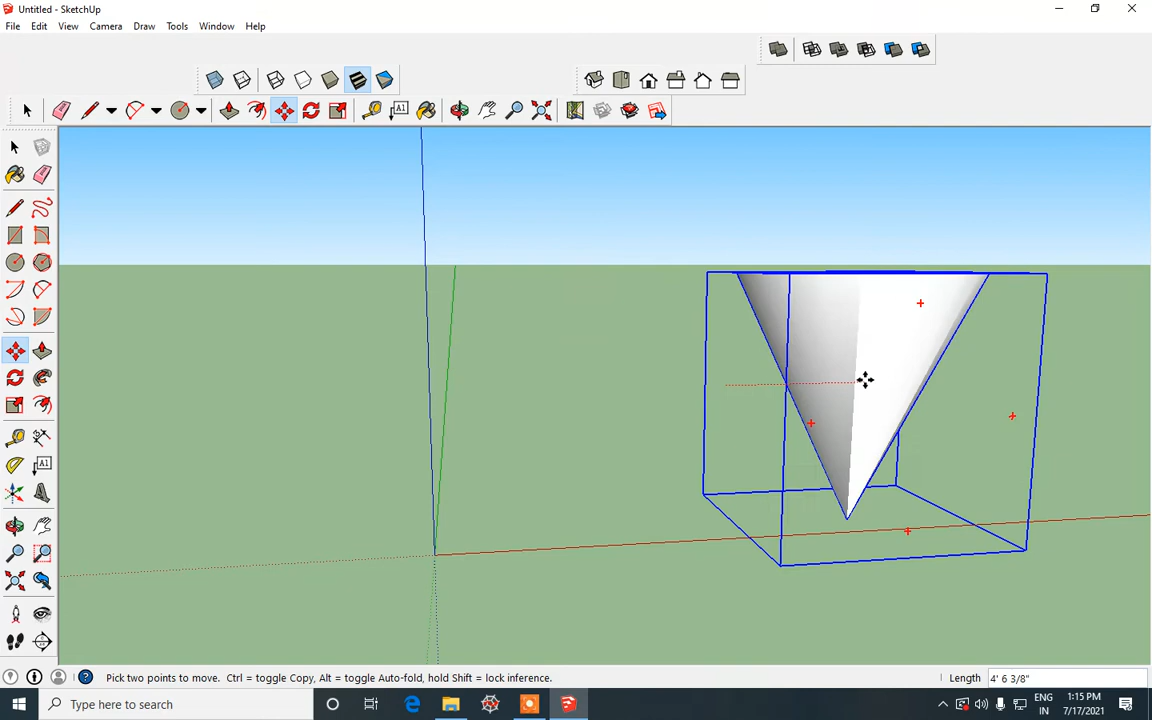 Untitled - SketchUp
File Edit View Camera Draw Tools Window Help
A1
A1
Pick two points to move. Ctrl = toggle Copy, Alt = toggle Auto-fold, hold Shift = lock inference.
Length 4' 6 3/8"
Type here to search
ENG
IN
1:15 PM
7/17/2021